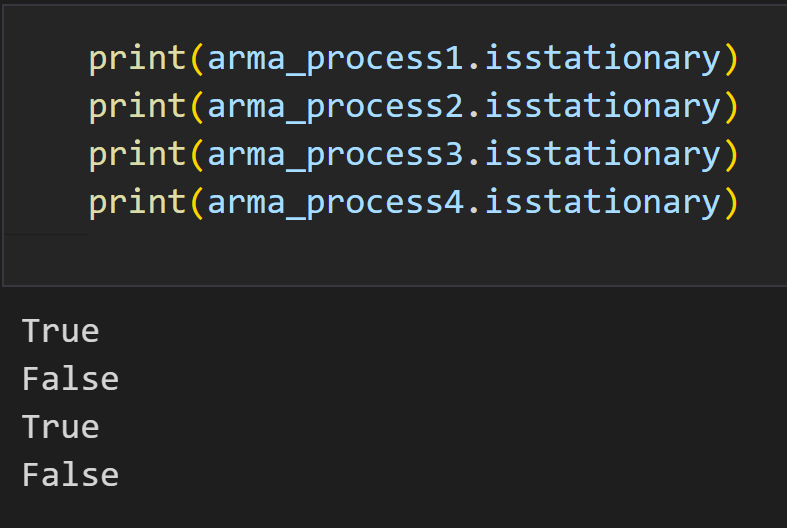 print(arma_process1.isstationary)
print(arma_process2.isstationary)
print(arma_process3.isstationary)
print(arma_process4.isstationary)
True
False
True
False